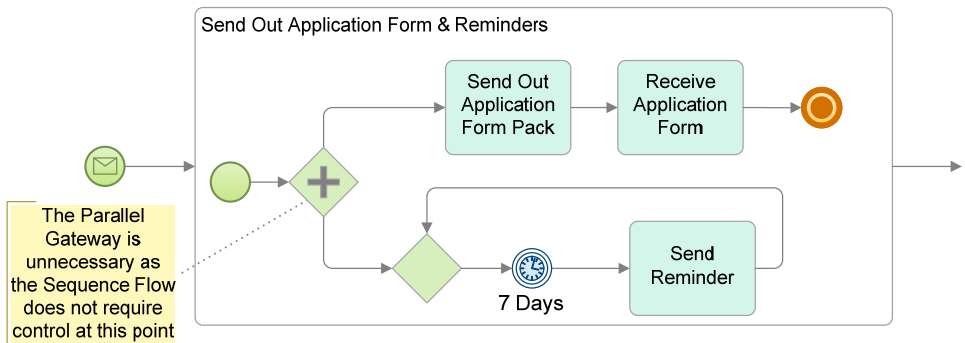 Send Out Application Form & Reminders
Send Out
Application
Form Pack
Receive
Application
Form
The Parallel
Gateway is
unnecessary as
the Sequence Flow
does not require
control at this point
7 Days
Send
Reminder